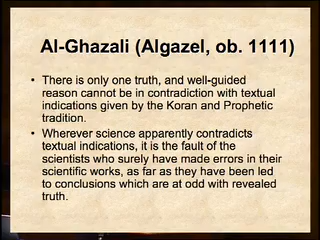 Al-Ghazali (Algazel, ob. 1111)
• There is only one truth, and well-guided
reason cannot be in contradiction with textual
indications given by the Koran and Prophetic
tradition.
• Wherever science apparently contradicts
textual indications, it is the fault of the
scientists who surely have made errors in their
scientific works, as far as they have been led
to conclusions which are at odd with revealed
truth.